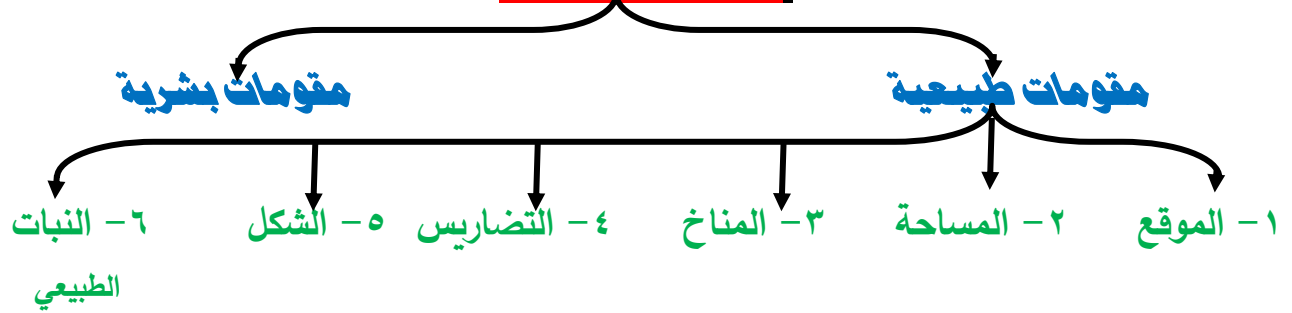 مقومات طبيعية
مقومات بشرية
١- الموقع
٢- المساحة
٣- المناخ
٤- التضاريس
٥- الشكل
٦- النبات
الطبيعي